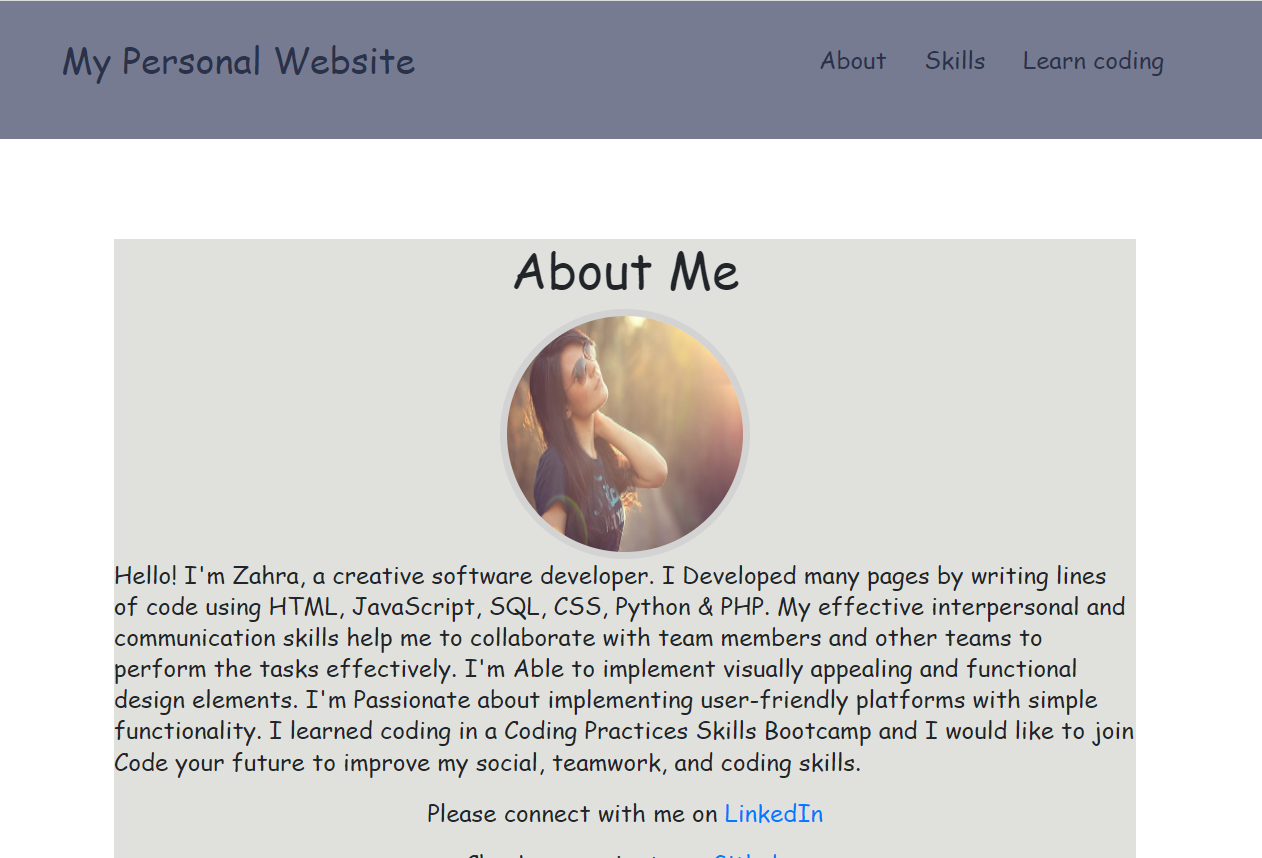 My Personal Website
About Skills Learn coding
About Me
Hello! I'm Zahra, a creative software developer. I Developed many pages by writing lines
of code using HTML, JavaScript, SQL, CSS, Python & PHP. My effective interpersonal and
communication skills help me to collaborate with team members and other teams to
perform the tasks effectively. I'm Able to implement visually appealing and functional
design elements. I'm Passionate about implementing user-friendly platforms with simple
functionality. I learned coding in a Coding Practices Skills Bootcamp and I would like to join
Code your future to improve my social, teamwork, and coding skills.
Please connect with me on LinkedIn